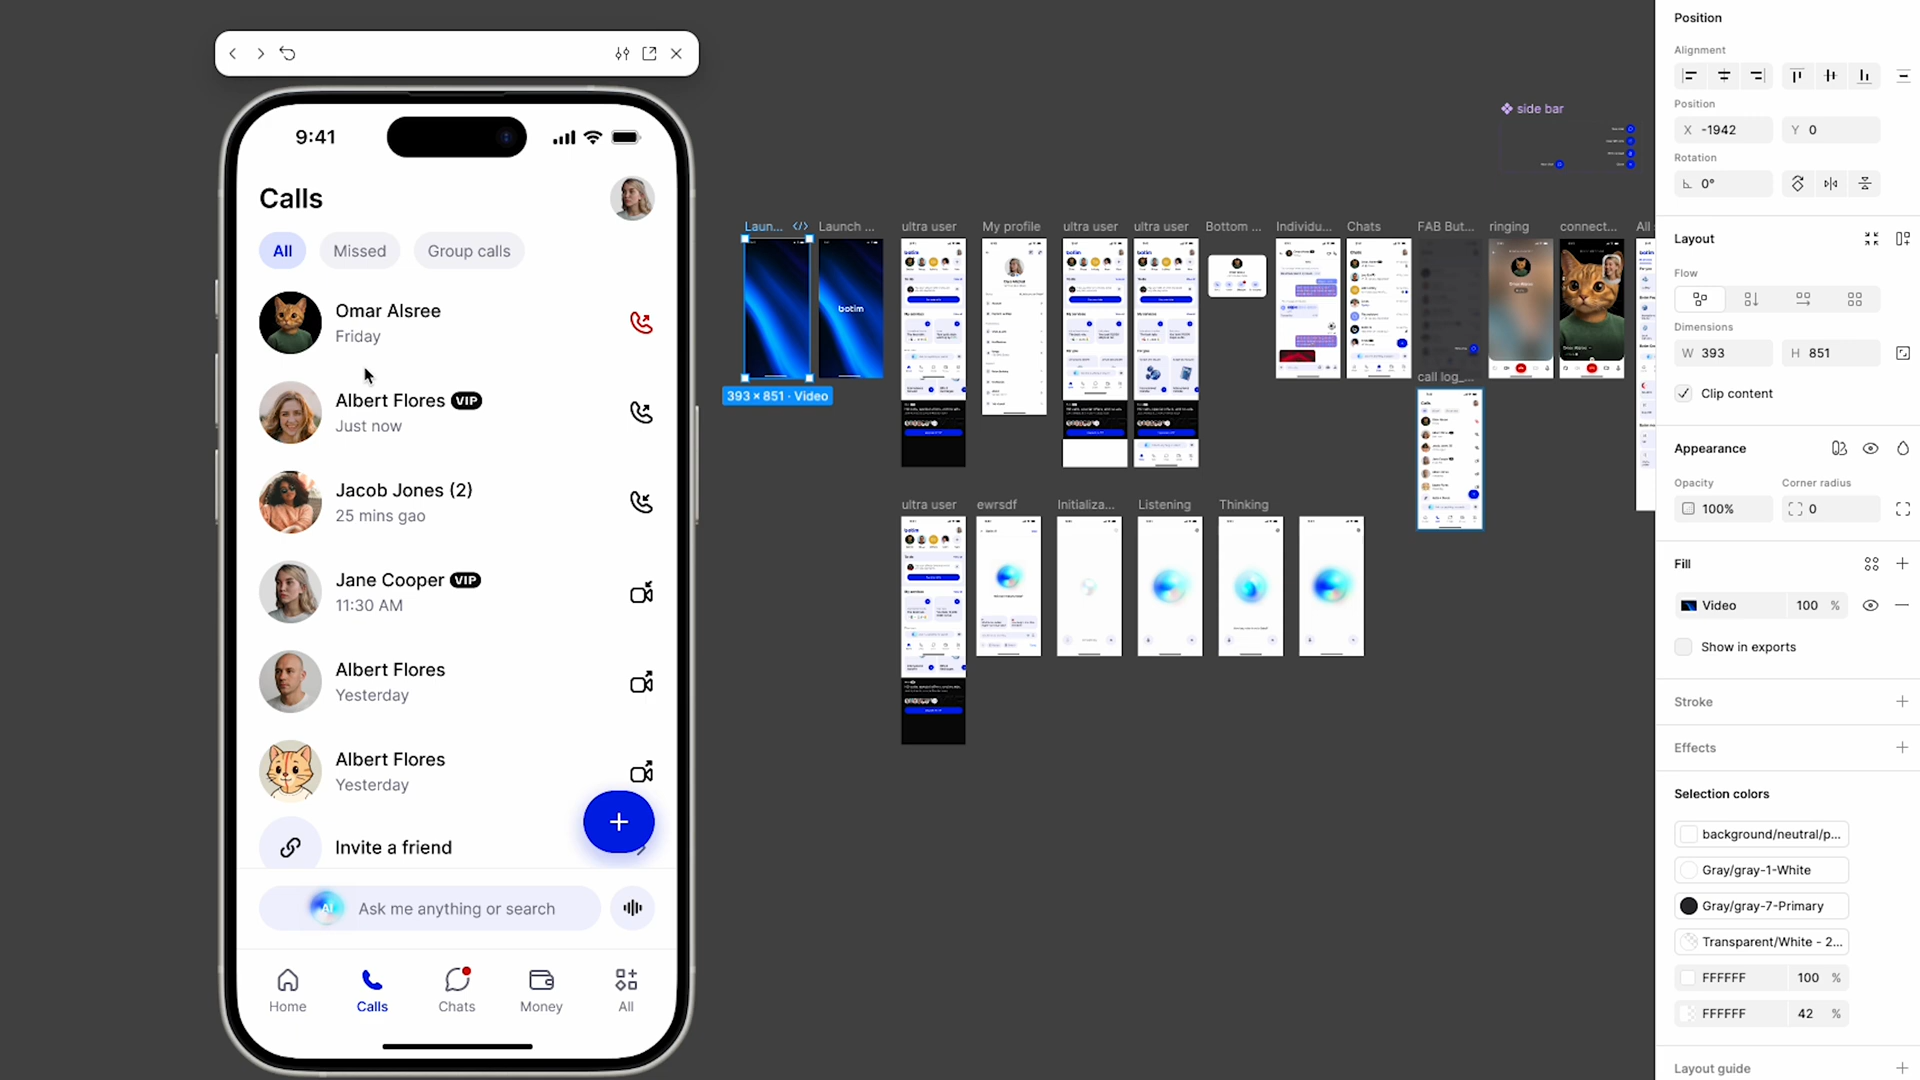 9:41
Calls
All
Missed
Group calls
Omar Alsree
Friday
Albert Flores VIP
Just now
Jacob Jones (2)
25 mins gao
Jane Cooper VIP
11:30 AM
Albert Flores
Yesterday
Albert Flores
Yesterday
Invite a friend
AI
Ask me anything or search
Home
Calls
Chats
Money
All
side bar
Laun...
Launch ...
ultra user
My profile
ultra user
ultra user
Bottom ...
Individu...
Chats
FAB But...
ringing
connect...
All
botim
393 × 851 · Video
call log_...
ultra user
ewrsdf
Initializa...
Listening
Thinking
Position
Alignment
Position
X -1942
Y 0
Rotation
0°
Layout
Flow
Dimensions
W 393
H 851
Clip content
Appearance
Opacity
Corner radius
100%
0
Fill
Video 100 %
Show in exports
Stroke
Effects
Selection colors
background/neutral/p...
Gray/gray-1-White
Gray/gray-7-Primary
Transparent/White - 2...
FFFFFF 100 %
FFFFFF 42 %
Layout guide